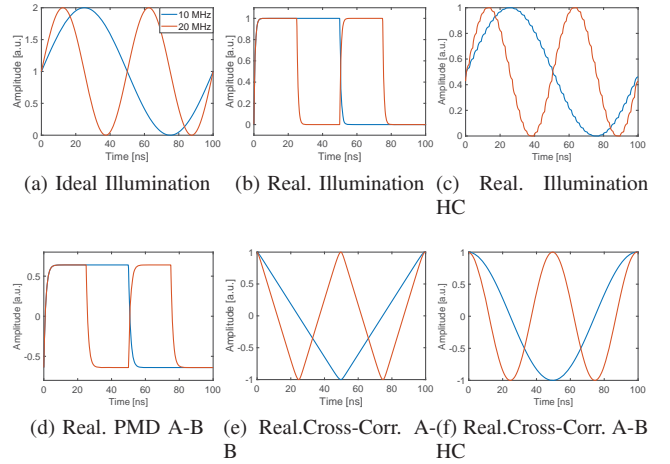 2
1.5
1
0.5
0
Amplitude [a.u.]
10 MHz
20 MHz
0 20 40 60 80 100
Time [ns]
(a) Ideal Illumination
1
0.8
0.6
0.4
0.2
0
Amplitude [a.u.]
0 20 40 60 80 100
Time [ns]
(b) Real. Illumination
1
0.8
0.6
0.4
0.2
0
Amplitude [a.u.]
0 20 40 60 80 100
Time [ns]
(c) Real. Illumination
HC
0.5
0
-0.5
Amplitude [a.u.]
0 20 40 60 80 100
Time [ns]
(d) Real. PMD A-B
1
0.5
0
-0.5
-1
Amplitude [a.u.]
0 20 40 60 80 100
Time [ns]
(e) Real.Cross-Corr. A-
B
1
0.5
0
-0.5
-1
Amplitude [a.u.]
0 20 40 60 80 100
Time [ns]
(f) Real.Cross-Corr. A-B
HC